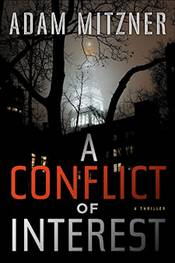 ADAM MITZNER
A
CONFLICT
OF
A THRILLER
INTEREST